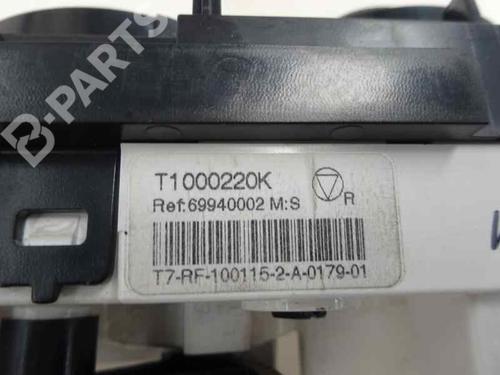 B-PARTS
T1000220K
R
Ref:69940002 M:S
T7-RF-100115-2-A-0179-01